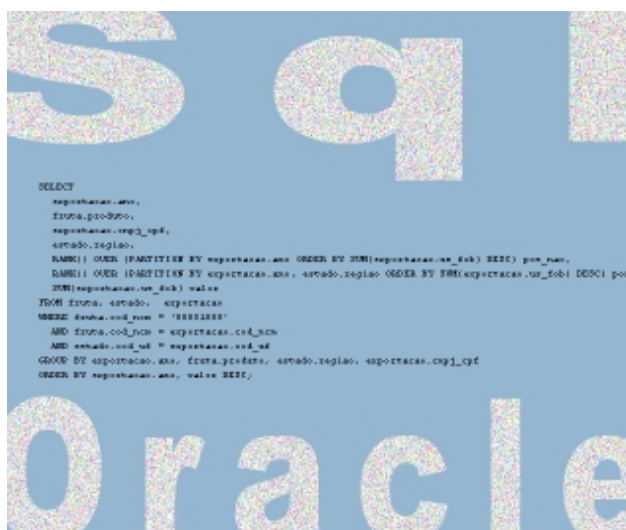 Sql
SELECT
exportacao.ano,
fruta.produto,
exportacao.cnpj_cpf,
estado.regiao,
RANK() OVER (PARTITION BY exportacao.ano ORDER BY SUM(exportacao.us_fob) DESC) pos_nac,
RANK() OVER (PARTITION BY exportacao.ano, estado.regiao ORDER BY SUM(exportacao.us_fob) DESC)
SUM(exportacao.us_fob) valor
FROM fruta, estado, exportacao
WHERE fruta.cod_ncm =
AND fruta.cod_ncm = exportacao.cod_ncm
AND estado.cod_uf = exportacao.cod_uf
GROUP BY exportacao.ano, fruta.produto, estado.regiao, exportacao.cnpj_cpf
ORDER BY exportacao.ano, valor DESC;
Oracle